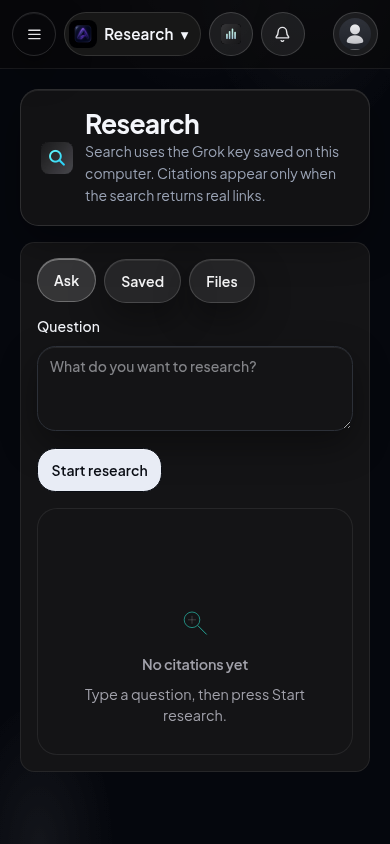 Research ▾
Research
Search uses the Grok key saved on this
computer. Citations appear only when
the search returns real links.
Ask
Saved
Files
Question
What do you want to research?
Start research
No citations yet
Type a question, then press Start
research.